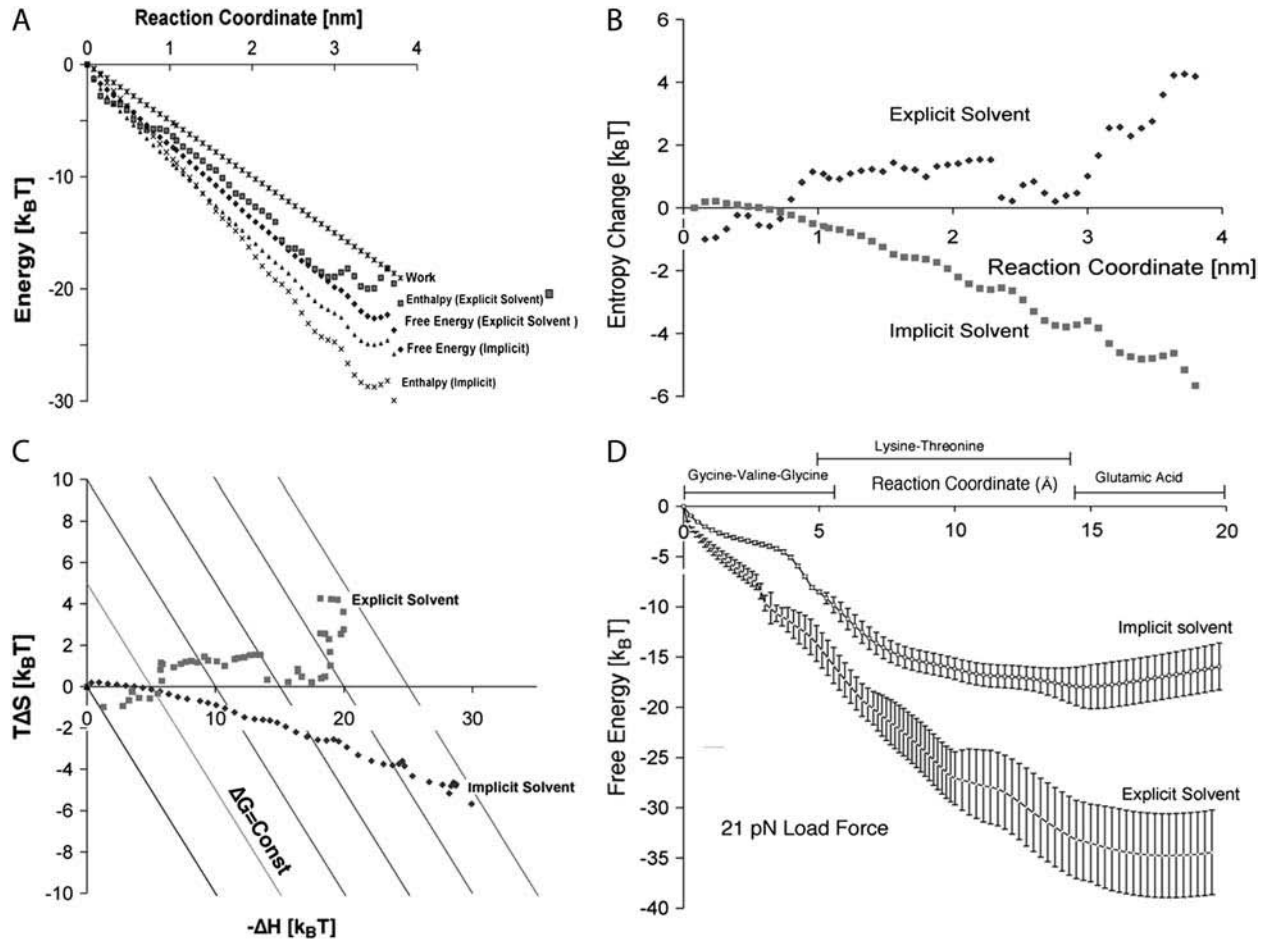 A
Reaction Coordinate [nm]
0 1 2 3 4
0
-10
-20
-30
Energy [kBT]
Work
Enthalpy (Explicit Solvent)
Free Energy (Explicit Solvent )
Free Energy (Implicit)
Enthalpy (Implicit)
B
6
4
2
0
-2
-4
-6
Entropy Change [kBT]
Explicit Solvent
0 1 2 3 4
Reaction Coordinate [nm]
Implicit Solvent
C
10
8
6
4
2
0
-2
-4
-6
-8
-10
TΔS [kBT]
Explicit Solvent
0 10 20 30
Implicit Solvent
ΔG=Const
-ΔH [kBT]
D
Lysine-Threonine
Gycine-Valine-Glycine
Reaction Coordinate (Å)
Glutamic Acid
0 5 10 15 20
0
-5
-10
-15
-20
-25
-30
-35
-40
Free Energy [kBT]
Implicit solvent
Explicit Solvent
21 pN Load Force